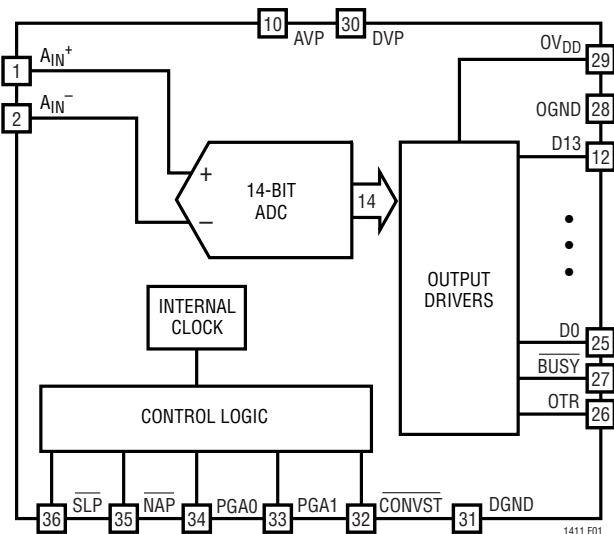 10 AVP 30 DVP
OVDD
29
1 AIN+
2 AIN−
OGND 28
D13
12
+
−
14-BIT
ADC
14
OUTPUT
DRIVERS
INTERNAL
CLOCK
D0
25
BUSY
27
OTR
26
CONTROL LOGIC
36 SLP 35 NAP 34 PGA0 33 PGA1 32 CONVST 31 DGND
1411 F01